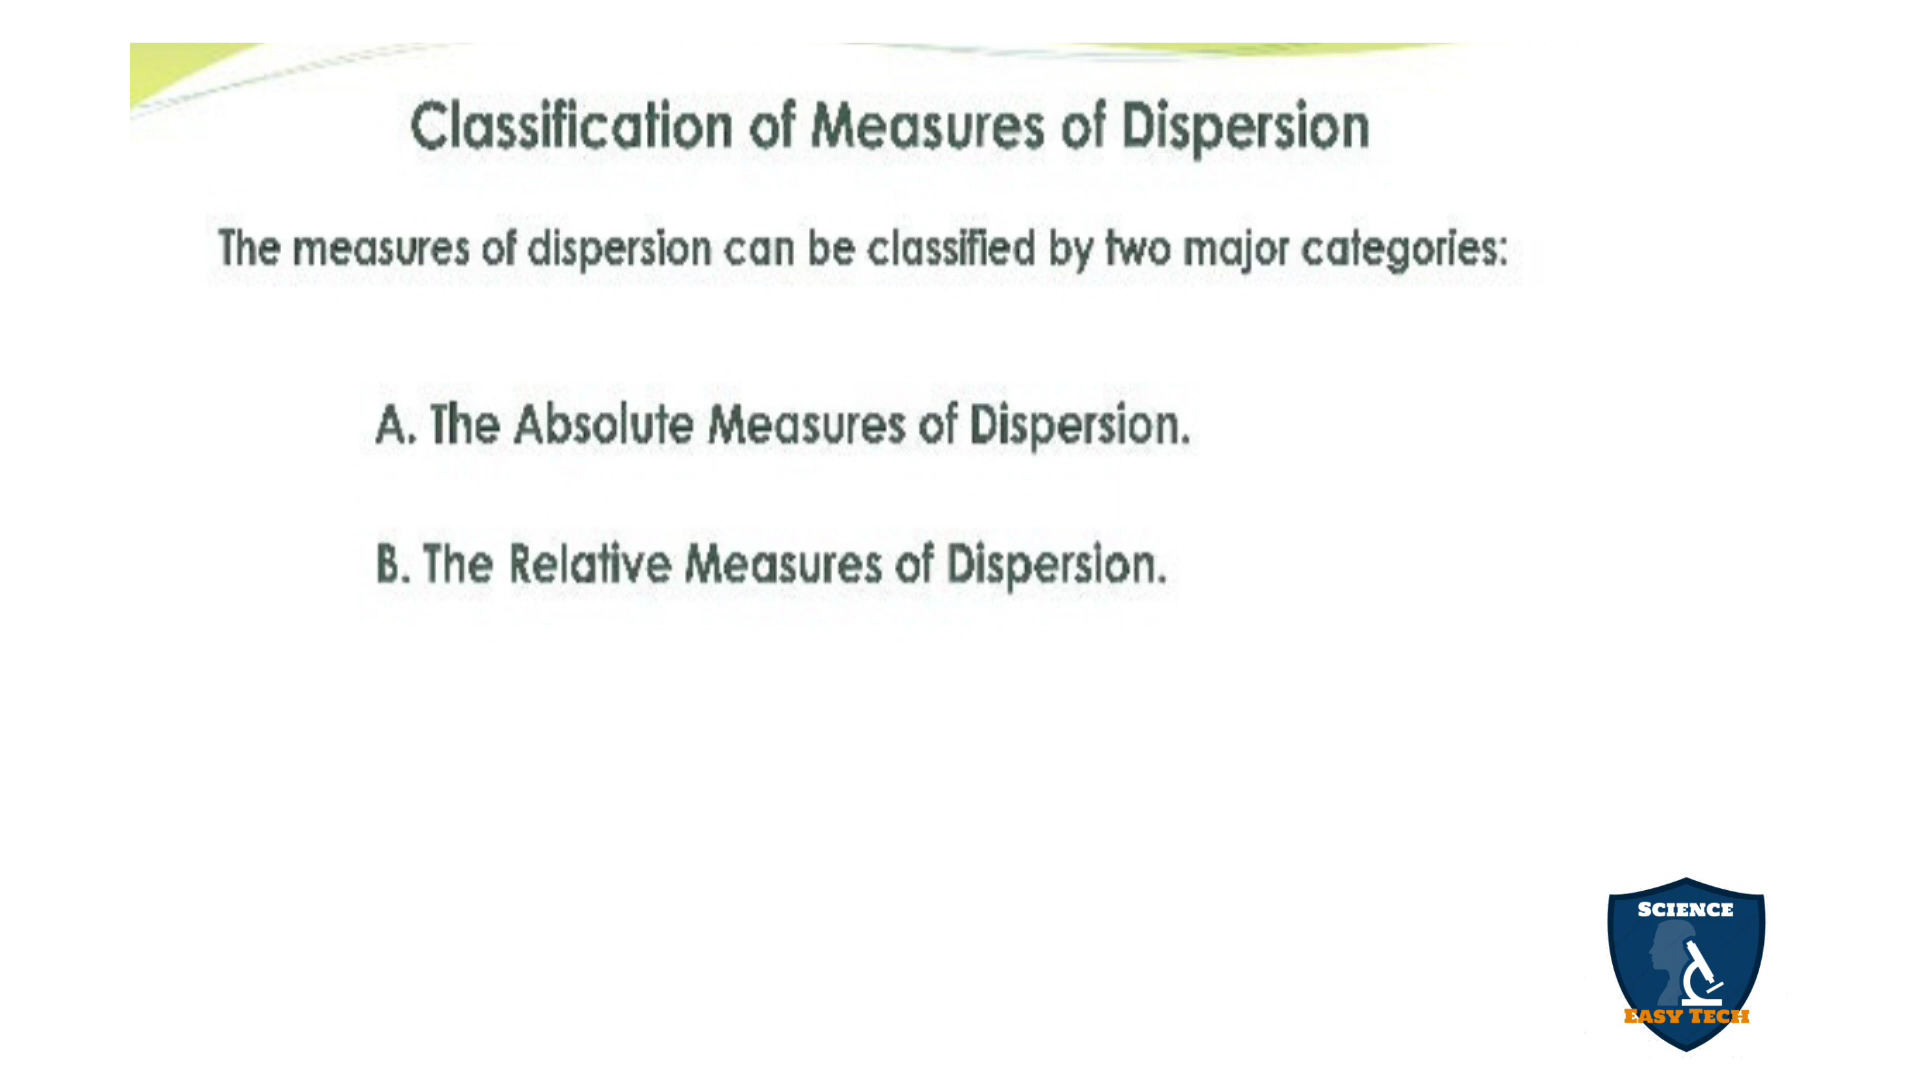 Classification of Measures of Dispersion
The measures of dispersion can be classified by two major categories:
A. The Absolute Measures of Dispersion.
B. The Relative Measures of Dispersion.
SCIENCE
EASY TECH